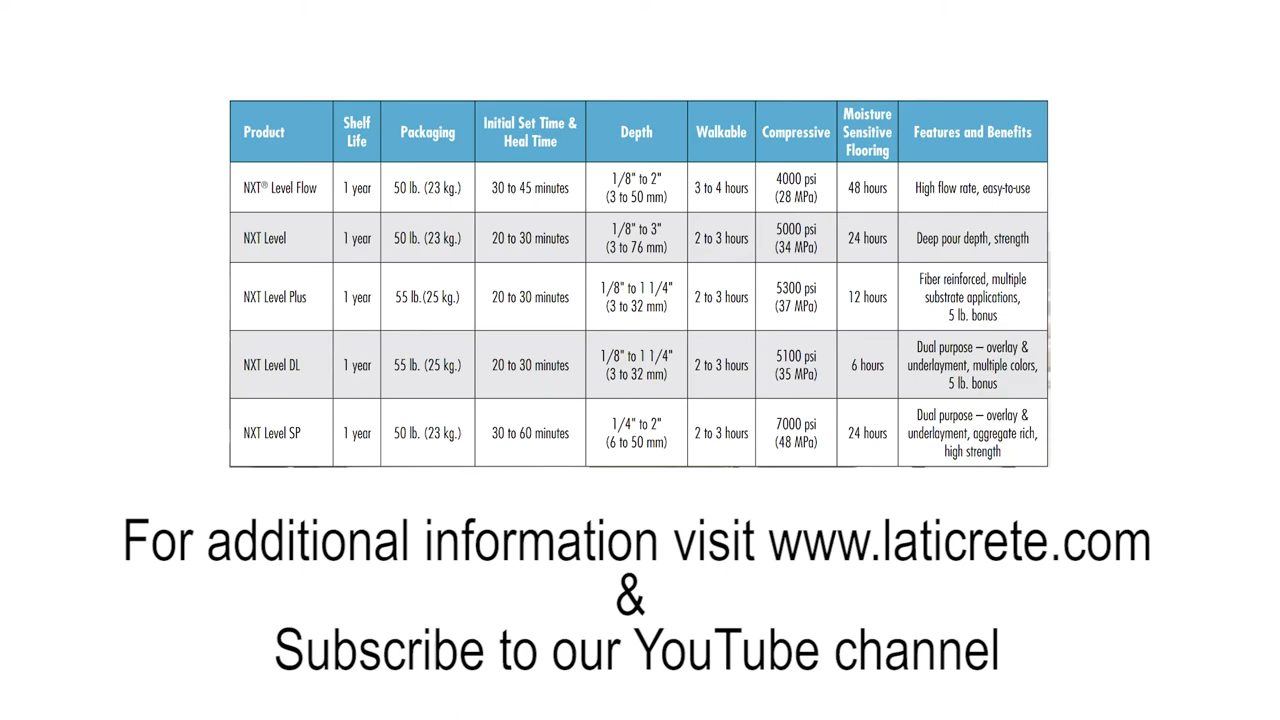 Product Shelf Life Packaging Initial Set Time & Heal Time Depth Walkable Compressive Moisture Sensitive Flooring Features and Benefits
NXT® Level Flow 1 year 50 lb. (23 kg.) 30 to 45 minutes 1/8" to 2" (3 to 50 mm) 3 to 4 hours 4000 psi (28 MPa) 48 hours High flow rate, easy-to-use
NXT Level 1 year 50 lb. (23 kg.) 20 to 30 minutes 1/8" to 3" (3 to 76 mm) 2 to 3 hours 5000 psi (34 MPa) 24 hours Deep pour depth, strength
NXT Level Plus 1 year 55 lb.(25 kg.) 20 to 30 minutes 1/8" to 1 1/4" (3 to 32 mm) 2 to 3 hours 5300 psi (37 MPa) 12 hours Fiber reinforced, multiple substrate applications, 5 lb. bonus
NXT Level DL 1 year 55 lb. (25 kg.) 20 to 30 minutes 1/8" to 1 1/4" (3 to 32 mm) 2 to 3 hours 5100 psi (35 MPa) 6 hours Dual purpose – overlay & underlayment, multiple colors, 5 lb. bonus
NXT Level SP 1 year 50 lb. (23 kg.) 30 to 60 minutes 1/4" to 2" (6 to 50 mm) 2 to 3 hours 7000 psi (48 MPa) 24 hours Dual purpose – overlay & underlayment, aggregate rich, high strength
For additional information visit www.laticrete.com
&
Subscribe to our YouTube channel